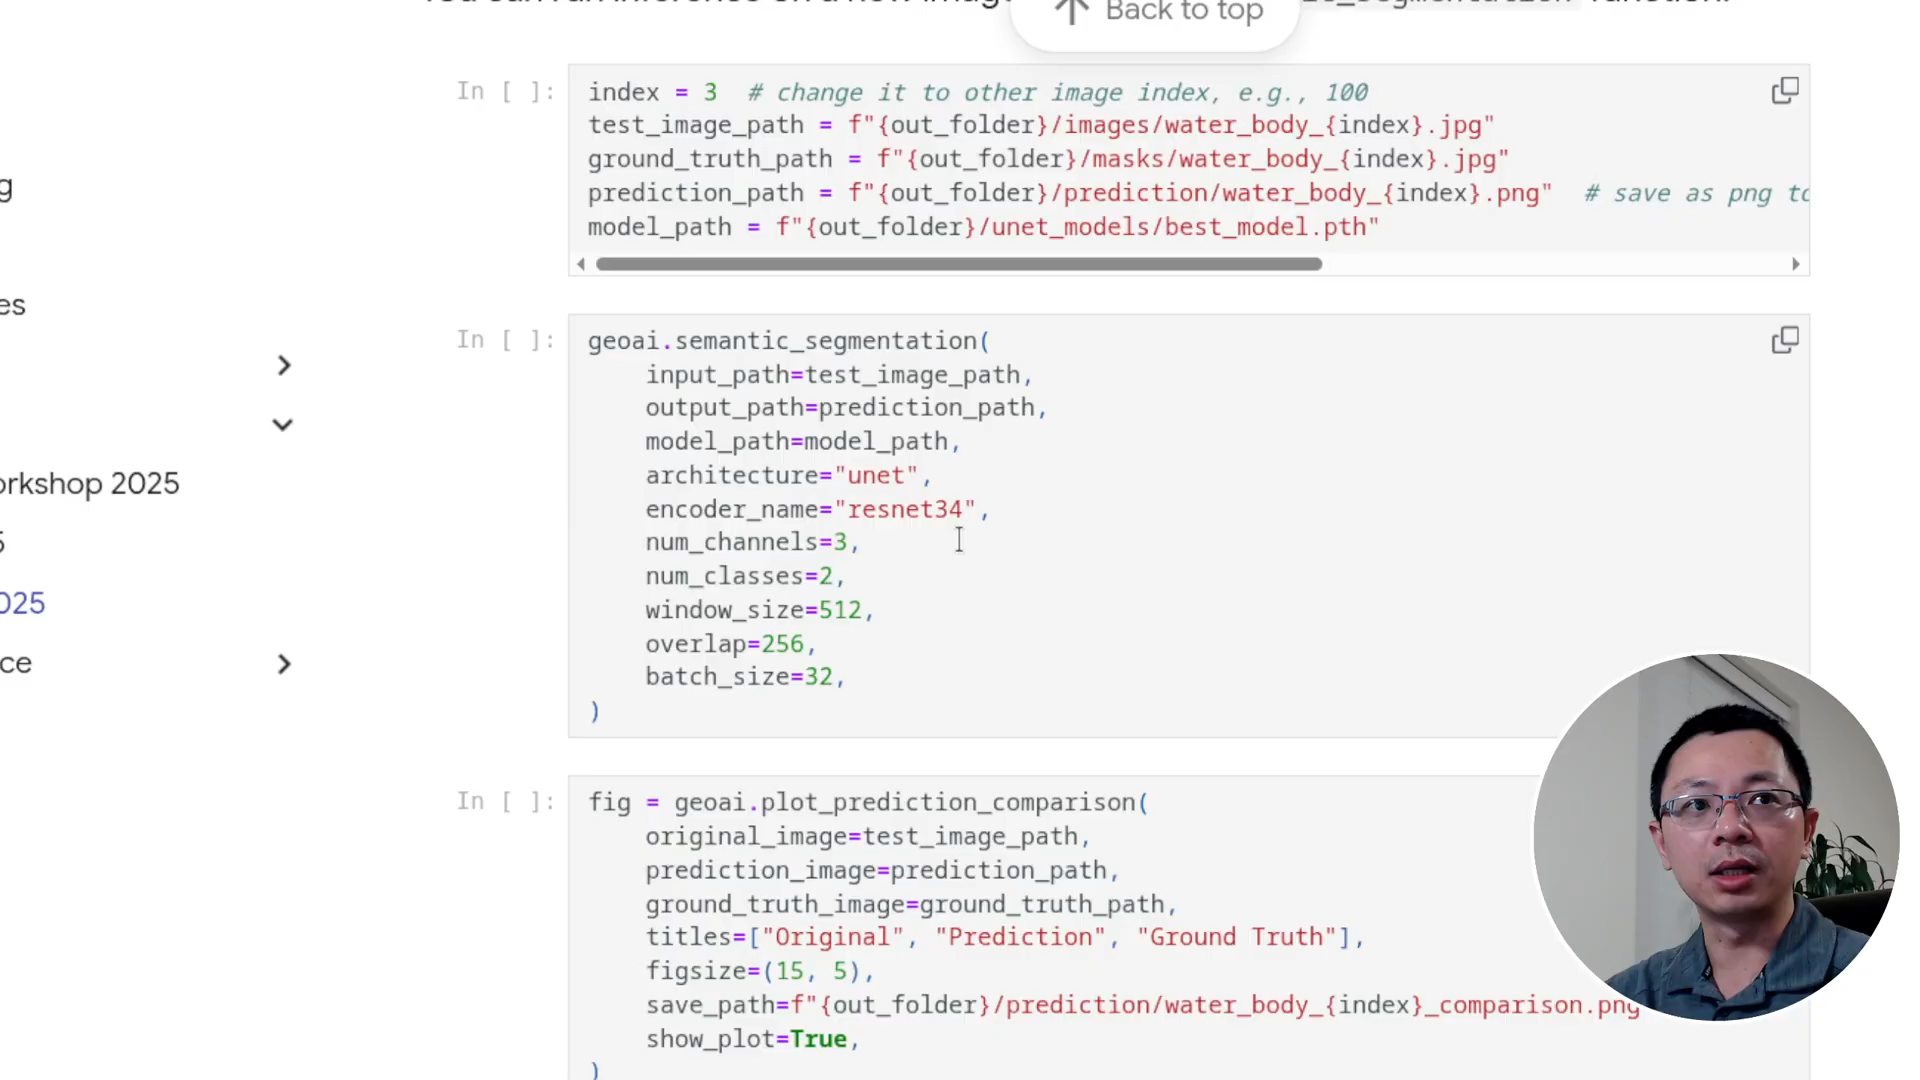 Back to top
In [ ]:
index = 3  # change it to other image index, e.g., 100
test_image_path = f"{out_folder}/images/water_body_{index}.jpg"
ground_truth_path = f"{out_folder}/masks/water_body_{index}.jpg"
prediction_path = f"{out_folder}/prediction/water_body_{index}.png"  # save as png to
model_path = f"{out_folder}/unet_models/best_model.pth"
In [ ]:
geoai.semantic_segmentation(
    input_path=test_image_path,
    output_path=prediction_path,
    model_path=model_path,
    architecture="unet",
    encoder_name="resnet34",
    num_channels=3,
    num_classes=2,
    window_size=512,
    overlap=256,
    batch_size=32,
)
In [ ]:
fig = geoai.plot_prediction_comparison(
    original_image=test_image_path,
    prediction_image=prediction_path,
    ground_truth_image=ground_truth_path,
    titles=["Original", "Prediction", "Ground Truth"],
    figsize=(15, 5),
    save_path=f"{out_folder}/prediction/water_body_{index}_comparison.png
    show_plot=True,
)
g
es
orkshop 2025
5
025
ce